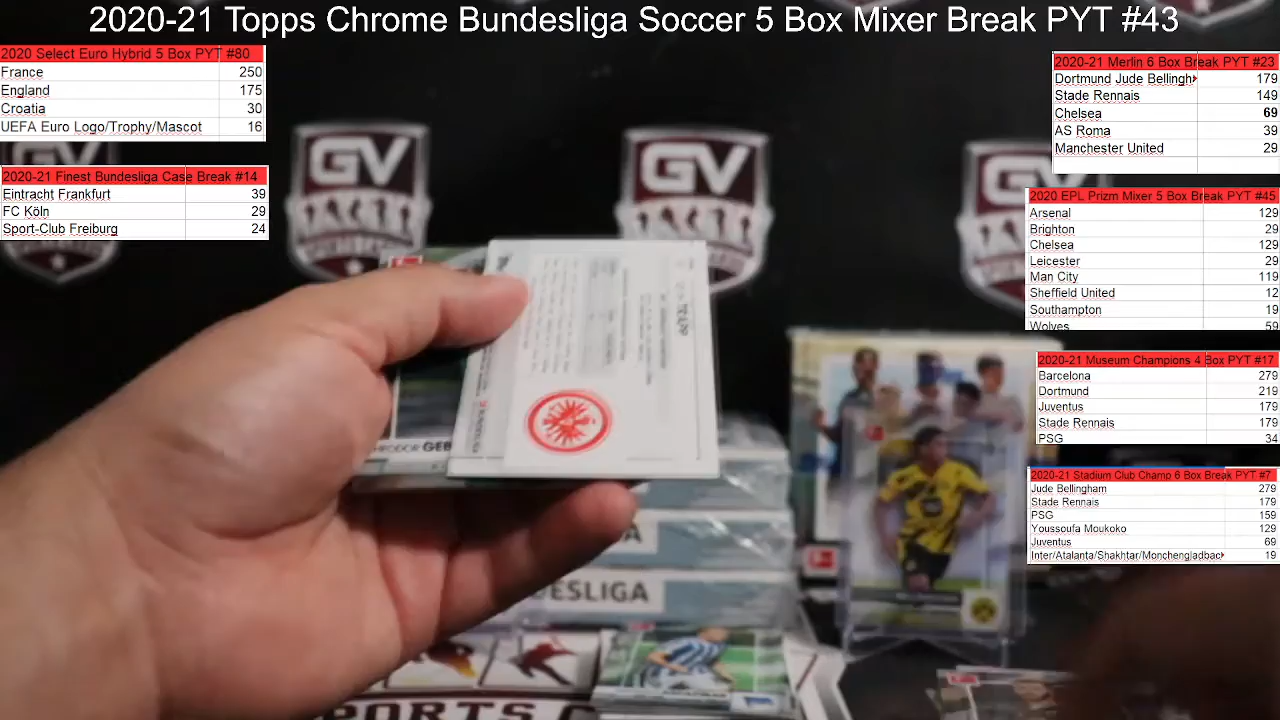 2020-21 Topps Chrome Bundesliga Soccer 5 Box Mixer Break PYT #43
2020 Select Euro Hybrid 5 Box PYT #80
France 250
England 175
Croatia 30
UEFA Euro Logo/Trophy/Mascot 16
2020-21 Finest Bundesliga Case Break #14
Eintracht Frankfurt 39
FC Köln 29
Sport-Club Freiburg 24
2020-21 Merlin 6 Box Break PYT #23
Dortmund Jude Bellingh
179
Stade Rennais 149
Chelsea 69
AS Roma 39
Manchester United 29
2020 EPL Prizm Mixer 5 Box Break PYT #45
Arsenal 129
Brighton 29
Chelsea 129
Leicester 29
Man City 119
Sheffield United 12
Southampton 19
Wolves 59
2020-21 Museum Champions 4 Box PYT #17
Barcelona 279
Dortmund 219
Juventus 179
Stade Rennais 179
PSG 34
2020-21 Stadium Club Champ 6 Box Break PYT #7
Jude Bellingham 279
Stade Rennais 179
PSG 159
Youssoufa Moukoko 129
Juventus 69
Inter/Atalanta/Shakhtar/Monchengladbac 19
GV
GV
GV
GV
GEB
DESLIGA
PORTS C